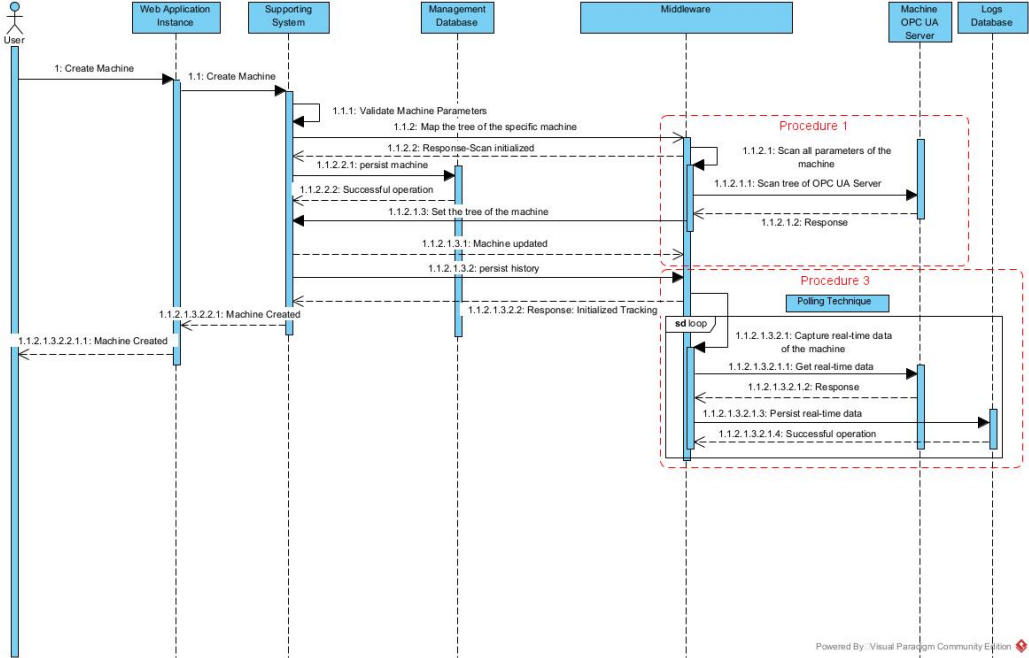 Web Application
Instance
Supporting
System
Management
Database
Middleware
Machine
OPC UA
Server
Logs
Database
User
1: Create Machine
1.1: Create Machine
1.1.1: Validate Machine Parameters
1.1.2: Map the tree of the specific machine
Procedure 1
1.1.2.2: Response-Scan initialized
1.1.2.1: Scan all parameters of the
machine
1.1.2.2.1: persist machine
1.1.2.1.1: Scan tree of OPC UA Server
1.1.2.2.2: Successful operation
1.1.2.1.3: Set the tree of the machine
1.1.2.1.2: Response
1.1.2.1.3.1: Machine updated
1.1.2.1.3.2: persist history
Procedure 3
Polling Technique
1.1.2.1.3.2.2: Response: Initialized Tracking
1.1.2.1.3.2.2.1: Machine Created
sd loop
1.1.2.1.3.2.2.1.1: Machine Created
1.1.2.1.3.2.1: Capture real-time data
of the machine
1.1.2.1.3.2.1.1: Get real-time data
1.1.2.1.3.2.1.2: Response
1.1.2.1.3.2.1.3: Persist real-time data
1.1.2.1.3.2.1.4: Successful operation
Powered By Visual Paradigm Community Edition